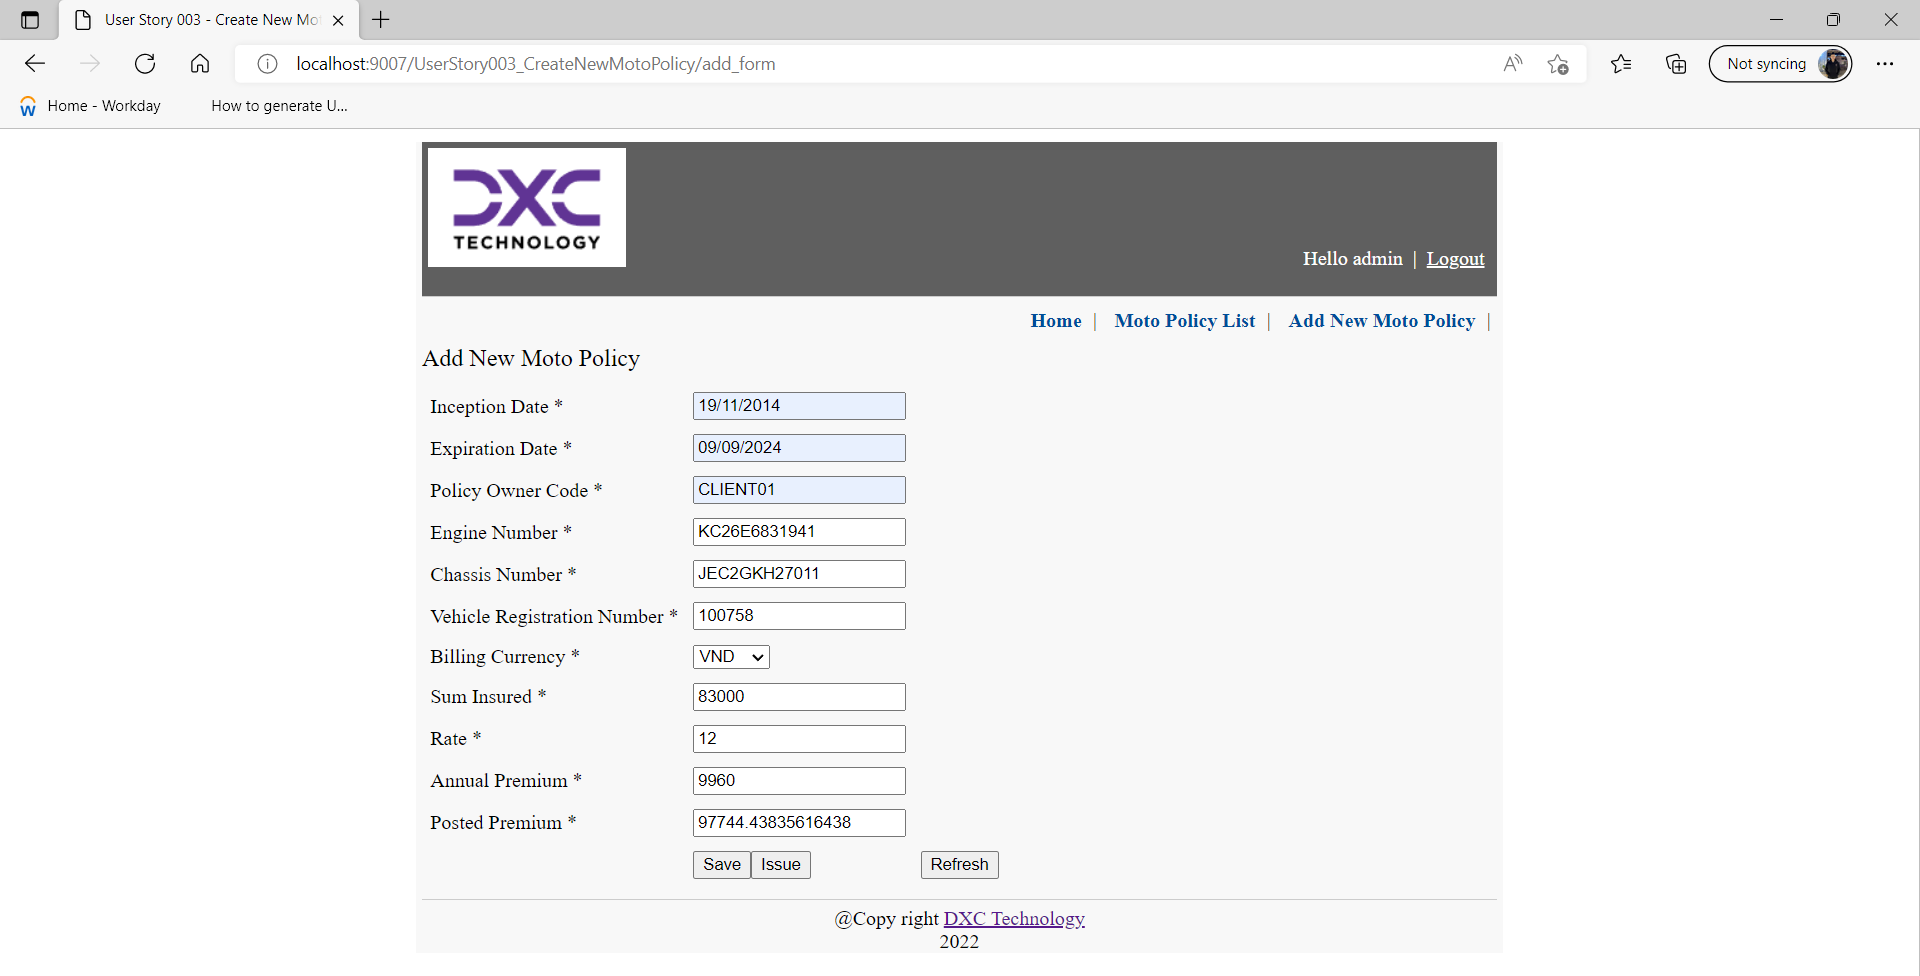 User Story 003 - Create New Mo
localhost:9007/UserStory003_CreateNewMotoPolicy/add_form
Not syncing
Home - Workday
How to generate U...
DXC
TECHNOLOGY
Hello admin | Logout
Home | Moto Policy List | Add New Moto Policy |
Add New Moto Policy
Inception Date * 19/11/2014
Expiration Date * 09/09/2024
Policy Owner Code * CLIENT01
Engine Number * KC26E6831941
Chassis Number * JEC2GKH27011
Vehicle Registration Number * 100758
Billing Currency * VND
Sum Insured * 83000
Rate * 12
Annual Premium * 9960
Posted Premium * 97744.43835616438
Save Issue Refresh
@Copy right DXC Technology
2022